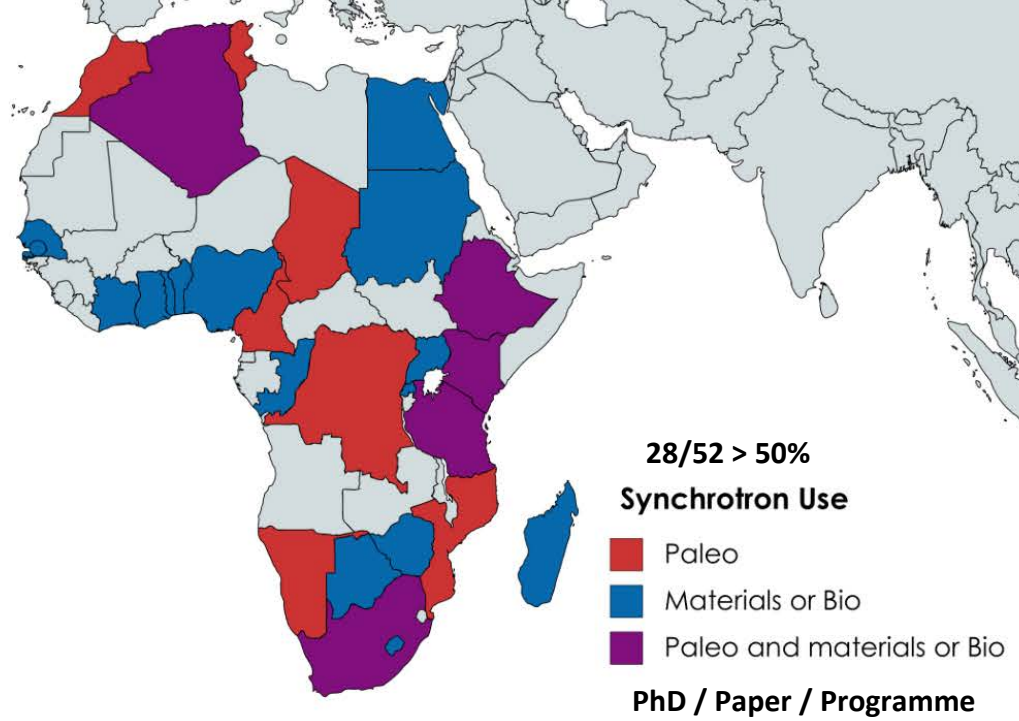 28/52 > 50%
Synchrotron Use
Paleo
Materials or Bio
Paleo and materials or Bio
PhD / Paper / Programme